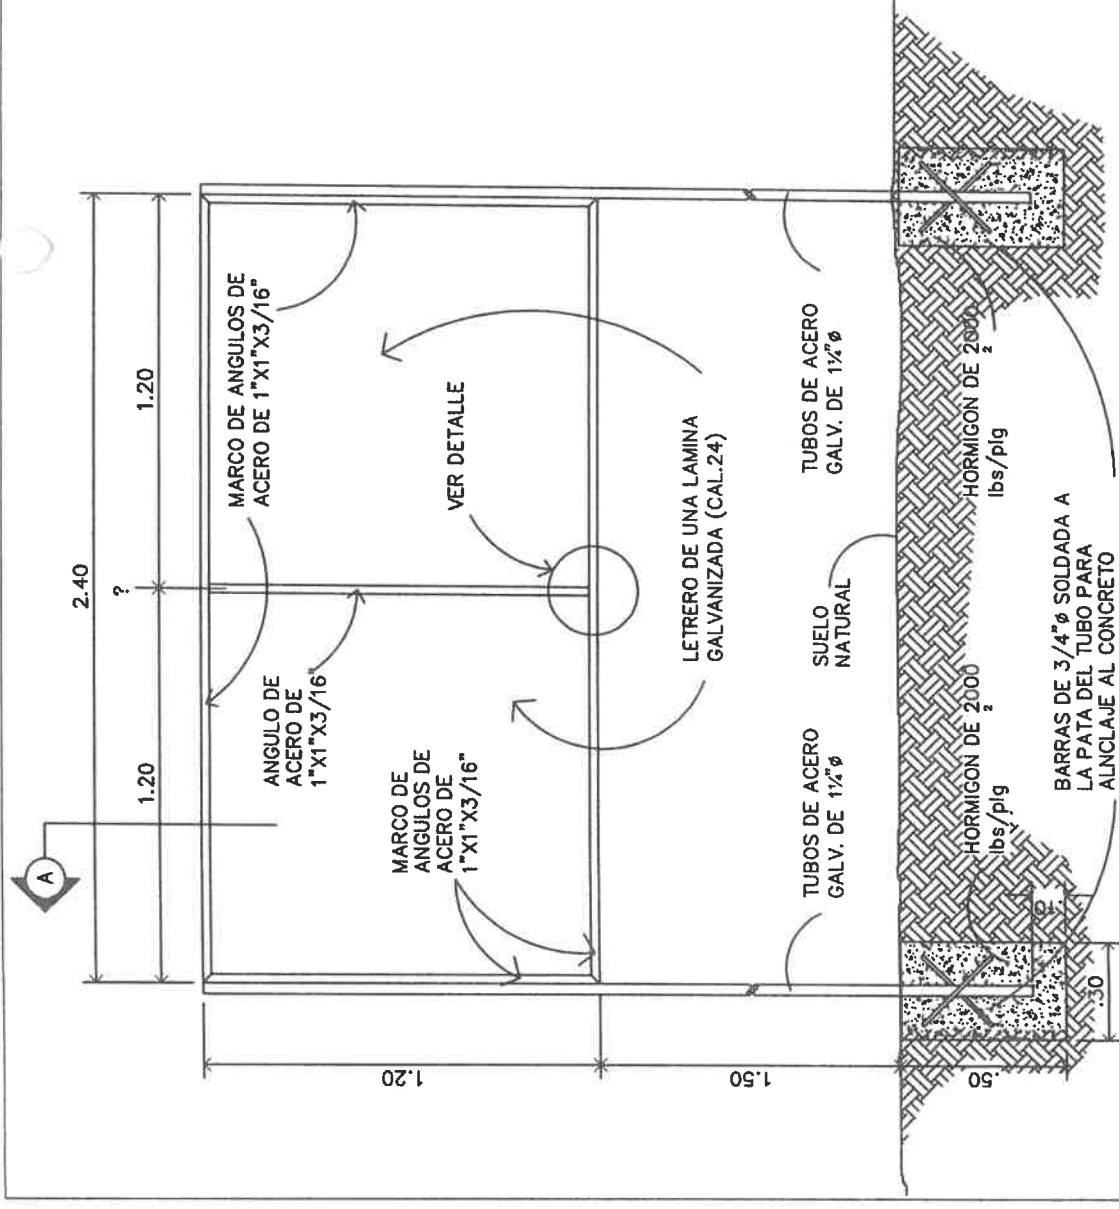 2.40
1.20
?
1.20
A
MARCO DE ANGULOS DE
ACERO DE 1"X1"X3/16"
ANGULO DE
ACERO DE
1"X1"X3/16"
VER DETALLE
MARCO DE
ANGULOS DE
ACERO DE
1"X1"X3/16"
1.20
LETRERO DE UNA LAMINA
GALVANIZADA (CAL.24)
TUBOS DE ACERO
GALV. DE 1¼"ø
SUELO
NATURAL
TUBOS DE ACERO
GALV. DE 1¼"ø
1.50
HORMIGON DE 2000
lbs/plg 2
HORMIGON DE 2000
lbs/plg 2
.50
.10
.30
BARRAS DE 3/4"ø SOLDADA A
LA PATA DEL TUBO PARA
ALNCLAJE AL CONCRETO